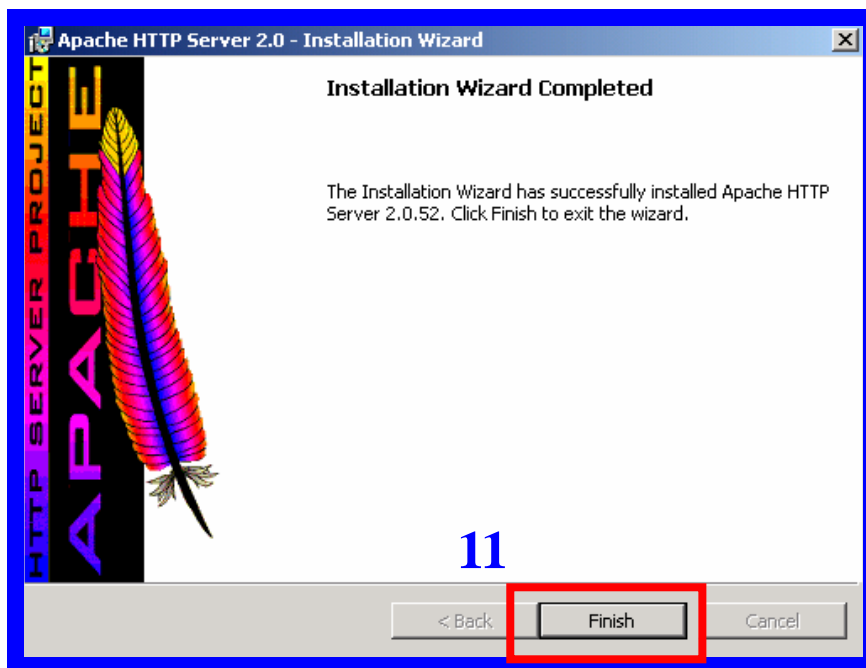 Apache HTTP Server 2.0 - Installation Wizard
HTTP SERVER PROJECT
APACHE
Installation Wizard Completed
The Installation Wizard has successfully installed Apache HTTP
Server 2.0.52. Click Finish to exit the wizard.
11
< Back
Finish
Cancel